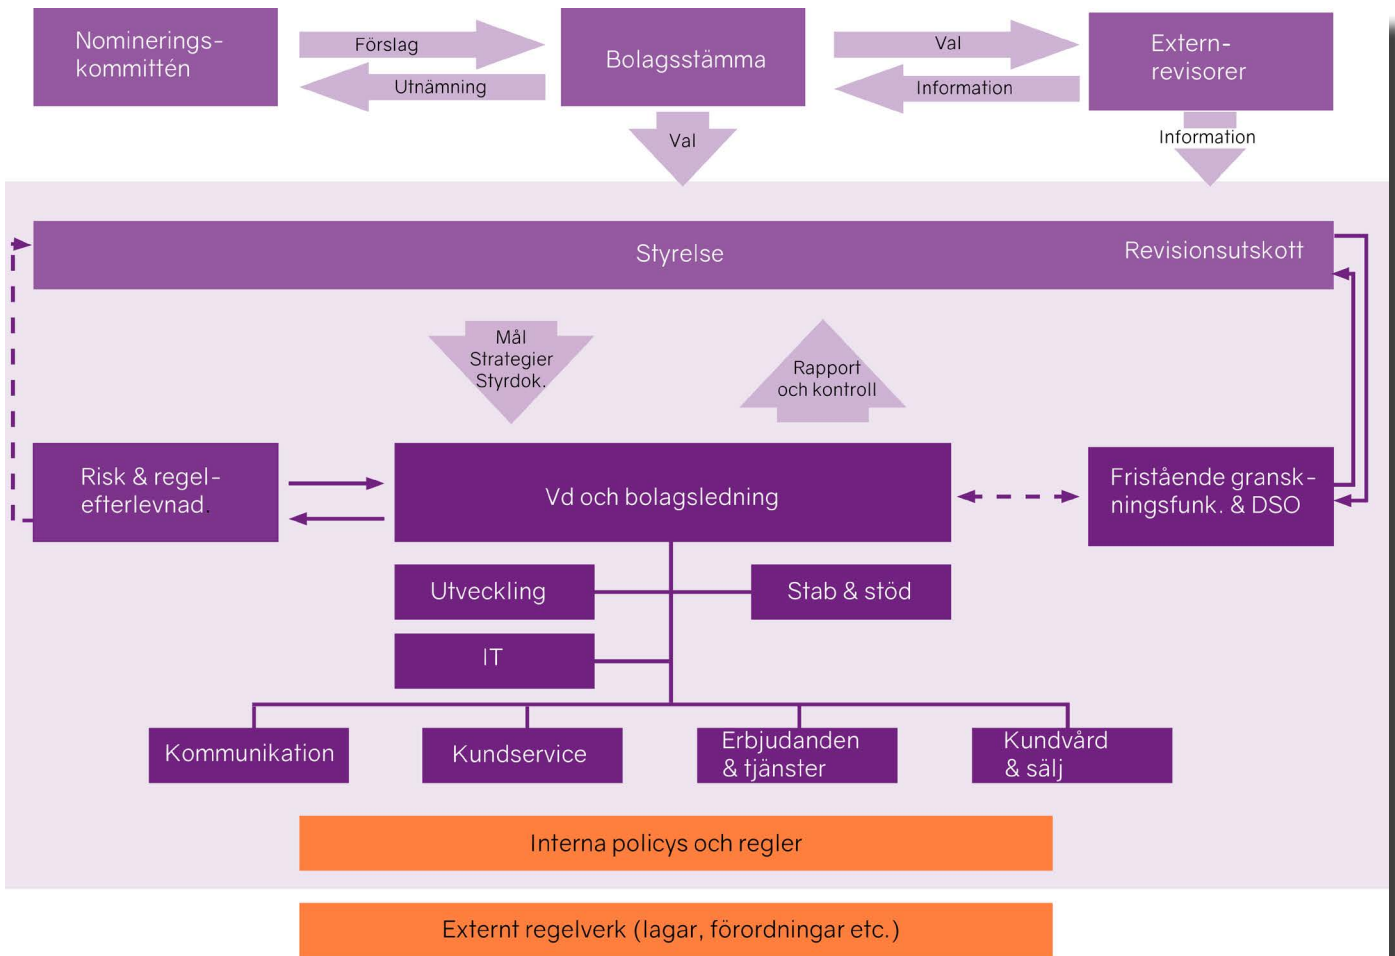 Nominerings-
kommittén
Förslag
Utnämning
Bolagsstämma
Val
Information
Extern-
revisorer
Val
Information
Styrelse
Revisionsutskott
Mål
Strategier
Styrdok.
Rapport
och kontroll
Risk & regel-
efterlevnad.
Vd och bolagsledning
Fristående gransk-
ningsfunk. & DSO
Utveckling
Stab & stöd
IT
Kommunikation
Kundservice
Erbjudanden
& tjänster
Kundvård
& sälj
Interna policys och regler
Externt regelverk (lagar, förordningar etc.)